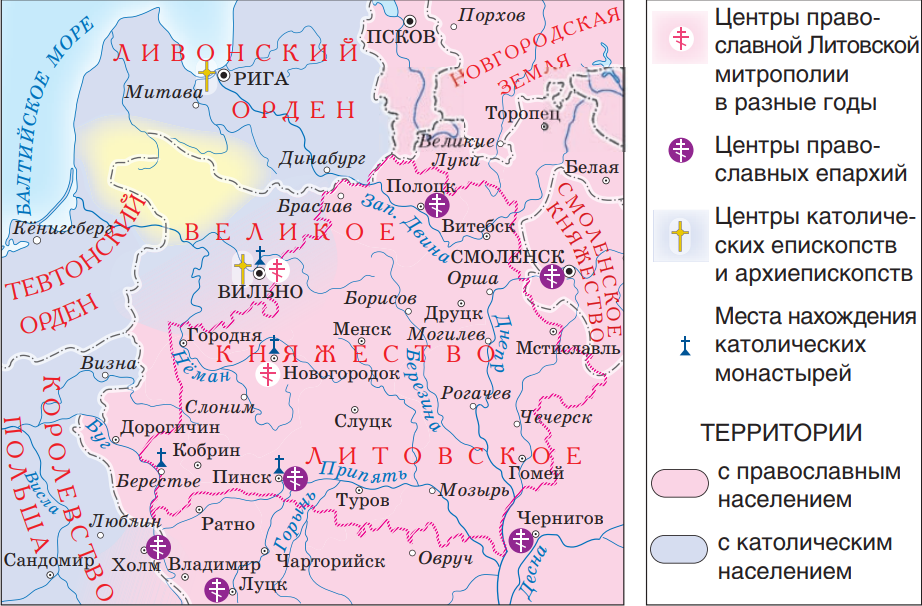 БАЛТИЙСКОЕ МОРЕ
ЛИВОНСКИЙ
ОРДЕН
РИГА
Митава
ПСКОВ
Порхов
НОВГОРОДСКАЯ
ЗЕМЛЯ
Торопец
Великие
Луки
Белая
Динабург
Браслав
Полоцк
Зап. Двина
Витебск
СМОЛЕНСКОЕ
КНЯЖЕСТВО
Кёнигсберг
ТЕВТОНСКИЙ
ОРДЕН
ВЕЛИКОЕ
ВИЛЬНО
СМОЛЕНСК
Орша
Борисов
Друцк
Могилев
Днепр
Мстиславль
Городня
Менск
КНЯЖЕСТВО
Нёман
Новогородок
Березина
Визна
Слоним
Слуцк
Рогачев
Чечерск
КОРОЛЕВСТВО
ПОЛЬША
Буг
Дорогичин
Кобрин
ЛИТОВСКОЕ
Берестье
Пинск
Припять
Гомей
Висла
Туров
Мозырь
Люблин
Ратно
Горынь
Чернигов
Сандомир
Холм
Владимир
Чарторийск
Овруч
Десна
Луцк
Центры право-
славной Литовской
митрополии
в разные годы
Центры право-
славных епархий
Центры католиче-
ских епископств
и архиепископств
Места нахождения
католических
монастырей
ТЕРРИТОРИИ
с православным
населением
с католическим
населением